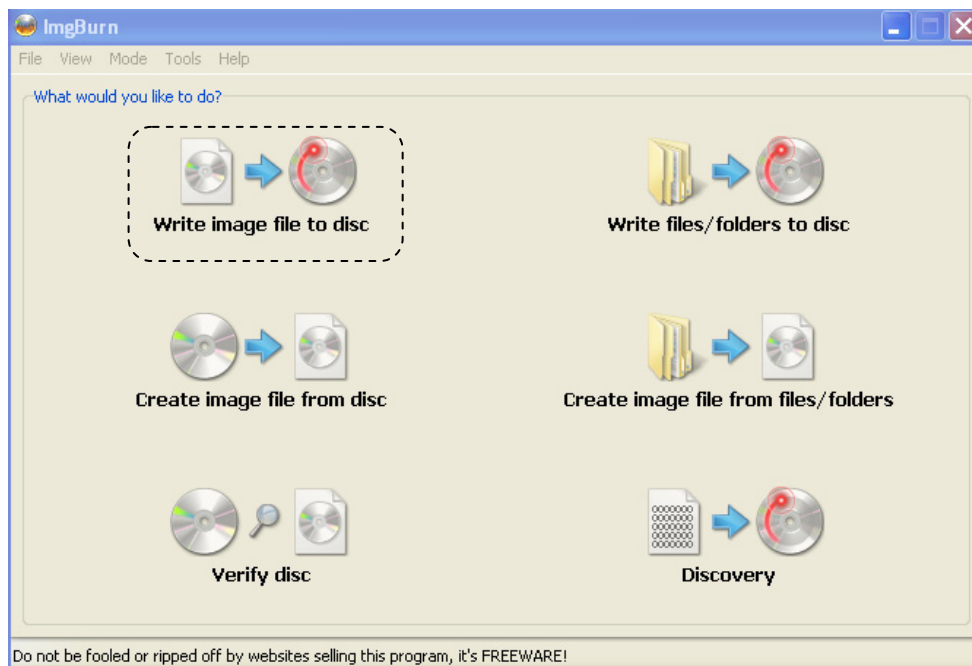 ImgBurn
File View Mode Tools Help
What would you like to do?
Write image file to disc
Write files/folders to disc
Create image file from disc
Create image file from files/folders
Verify disc
Discovery
Do not be fooled or ripped off by websites selling this program, it's FREEWARE!